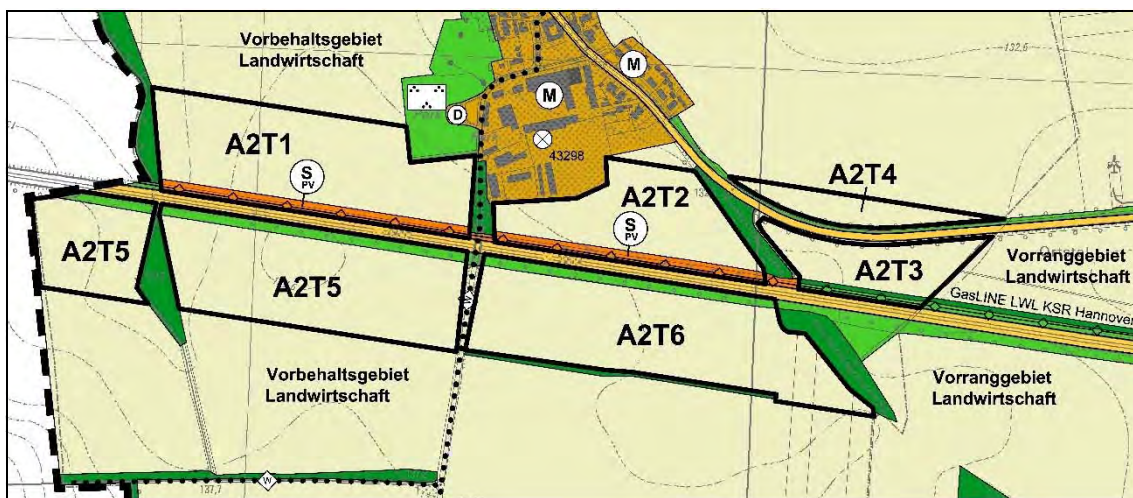 Vorbehaltsgebiet
Landwirtschaft
M
M
132,6
D
43298
A2T1
A2T4
S
PV
A2T2
S
PV
A2T5
A2T5
A2T3
Vorranggebiet
Landwirtschaft
GasLINE LWL KSR Hannover
W
A2T6
Vorbehaltsgebiet
Landwirtschaft
Vorranggebiet
Landwirtschaft
W
137,7